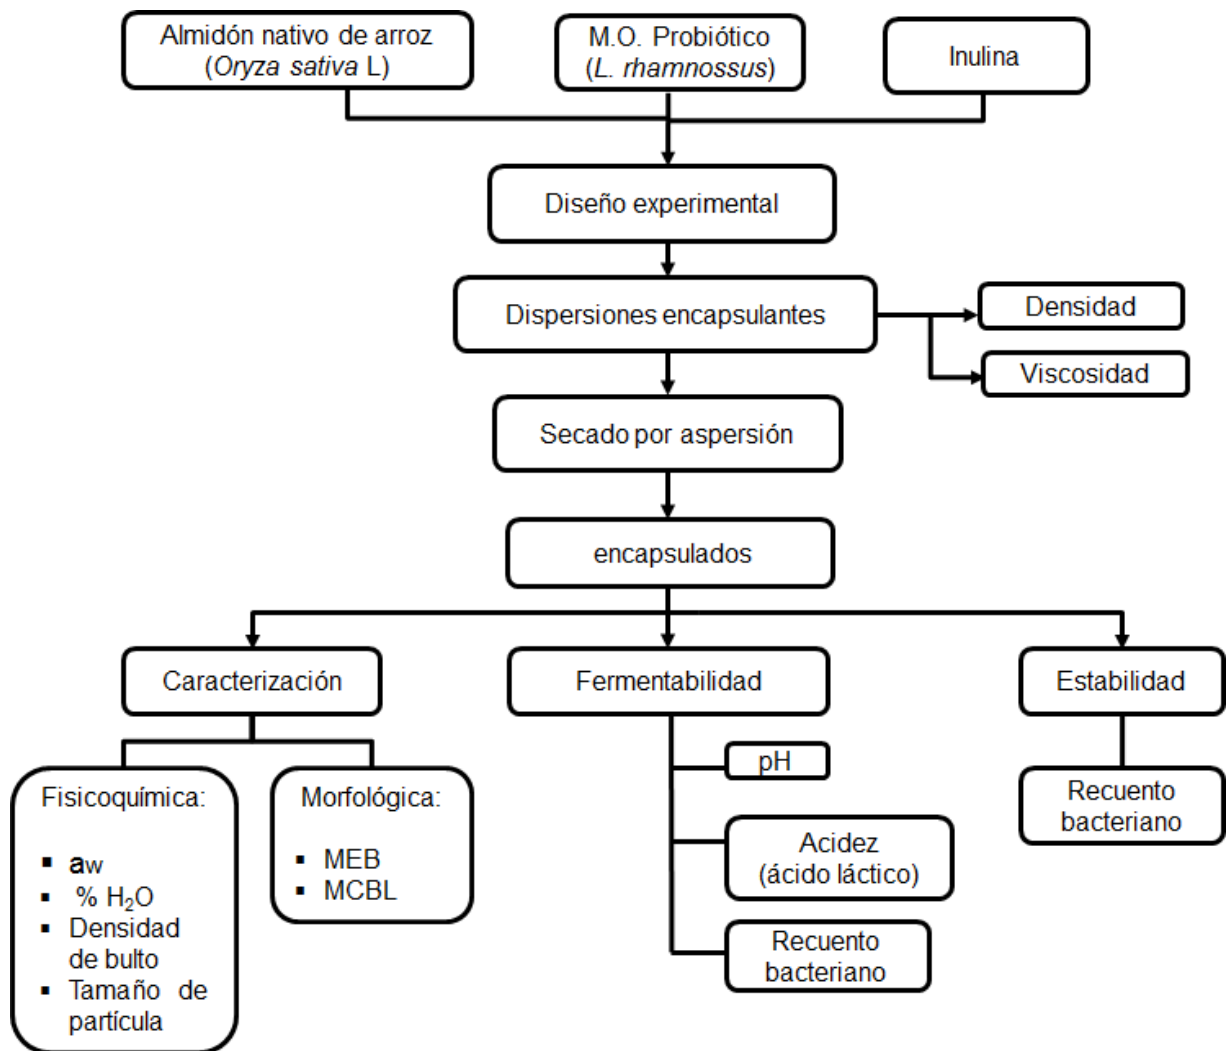 Almidón nativo de arroz
(Oryza sativa L)
M.O. Probiótico
(L. rhamnossus)
Inulina
Diseño experimental
Dispersiones encapsulantes
Densidad
Viscosidad
Secado por aspersión
encapsulados
Caracterización
Fermentabilidad
Estabilidad
Fisicoquímica:
▪ aw
▪ % H₂O
▪ Densidad
de bulto
▪ Tamaño de
partícula
Morfológica:
▪ MEB
▪ MCBL
pH
Acidez
(ácido láctico)
Recuento
bacteriano
Recuento
bacteriano